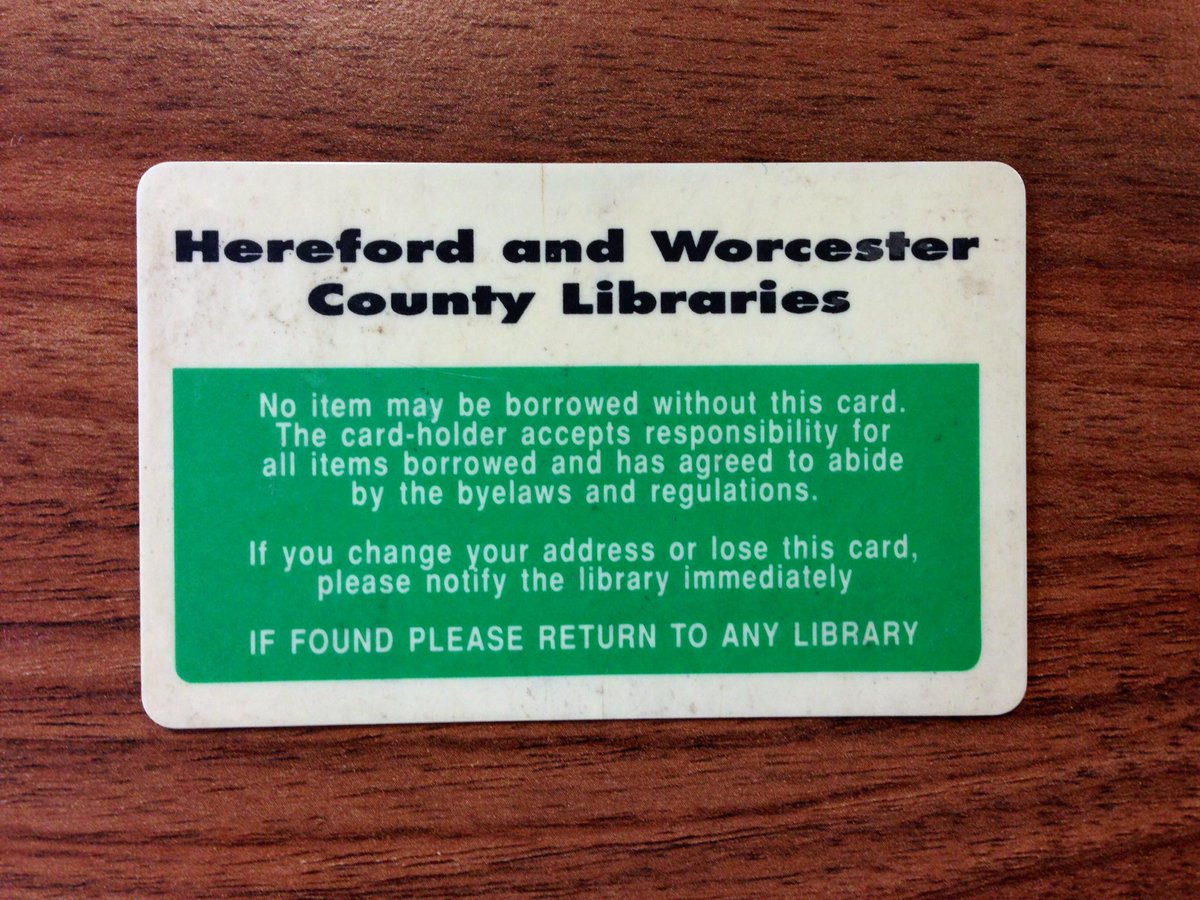 Hereford and Worcester
County Libraries
No item may be borrowed without this card.
The card-holder accepts responsibility for
all items borrowed and has agreed to abide
by the byelaws and regulations.
If you change your address or lose this card,
please notify the library immediately
IF FOUND PLEASE RETURN TO ANY LIBRARY